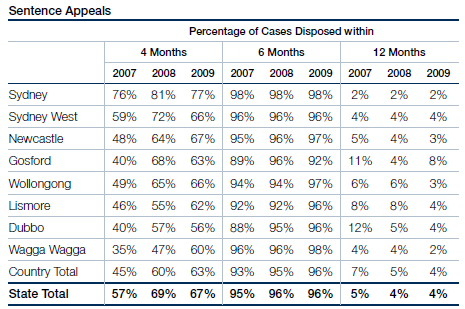 Sentence Appeals
Percentage of Cases Disposed within
4 Months 6 Months 12 Months
2007 2008 2009 2007 2008 2009 2007 2008 2009
Sydney 76% 81% 77% 98% 98% 98% 2% 2% 2%
Sydney West 59% 72% 66% 96% 96% 96% 4% 4% 4%
Newcastle 48% 64% 67% 95% 96% 97% 5% 4% 3%
Gosford 40% 68% 63% 89% 96% 92% 11% 4% 8%
Wollongong 49% 65% 66% 94% 94% 97% 6% 6% 3%
Lismore 46% 55% 62% 92% 92% 96% 8% 8% 4%
Dubbo 40% 57% 56% 88% 95% 96% 12% 5% 4%
Wagga Wagga 35% 47% 60% 96% 96% 98% 4% 4% 2%
Country Total 45% 60% 63% 93% 95% 96% 7% 5% 4%
State Total 57% 69% 67% 95% 96% 96% 5% 4% 4%